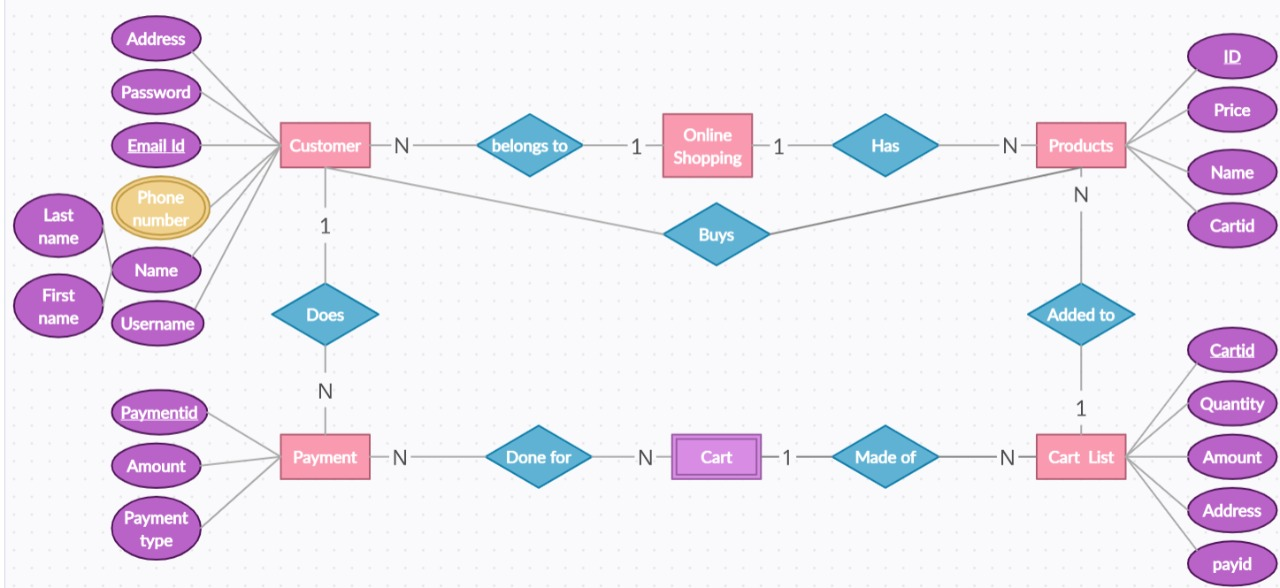 Address
Password
Email Id
Phone
number
Last
name
First
name
Name
Username
Customer
N
belongs to
1
Online
Shopping
1
Has
N
Products
ID
Price
Name
Cartid
Buys
1
Does
N
N
Added to
1
Paymentid
Amount
Payment
type
Payment
N
Done for
N
Cart
1
Made of
N
Cart List
Cartid
Quantity
Amount
Address
payid